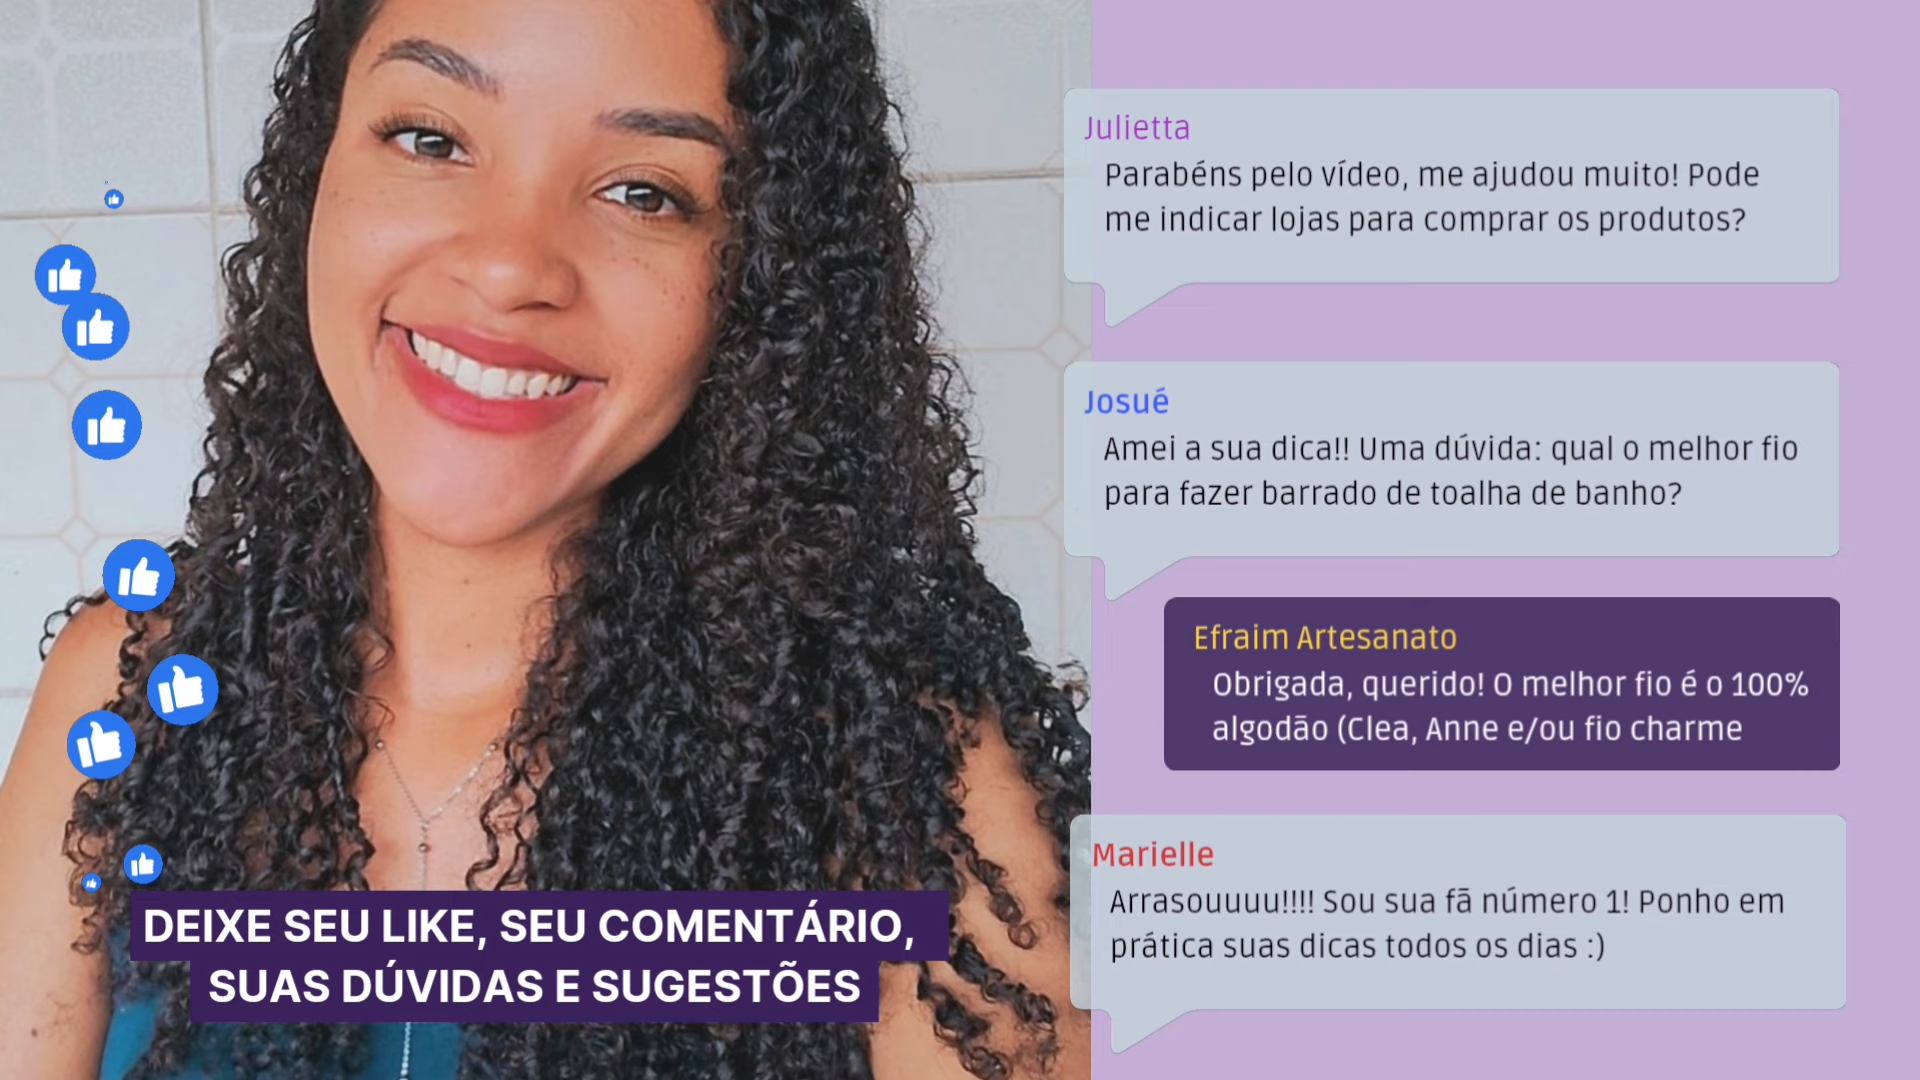 Julietta
Parabéns pelo vídeo, me ajudou muito! Pode
me indicar lojas para comprar os produtos?
Josué
Amei a sua dica!! Uma dúvida: qual o melhor fio
para fazer barrado de toalha de banho?
Efraim Artesanato
Obrigada, querido! O melhor fio é o 100%
algodão (Clea, Anne e/ou fio charme
Marielle
Arrasouuuu!!!! Sou sua fã número 1! Ponho em
prática suas dicas todos os dias :)
DEIXE SEU LIKE, SEU COMENTÁRIO,
SUAS DÚVIDAS E SUGESTÕES